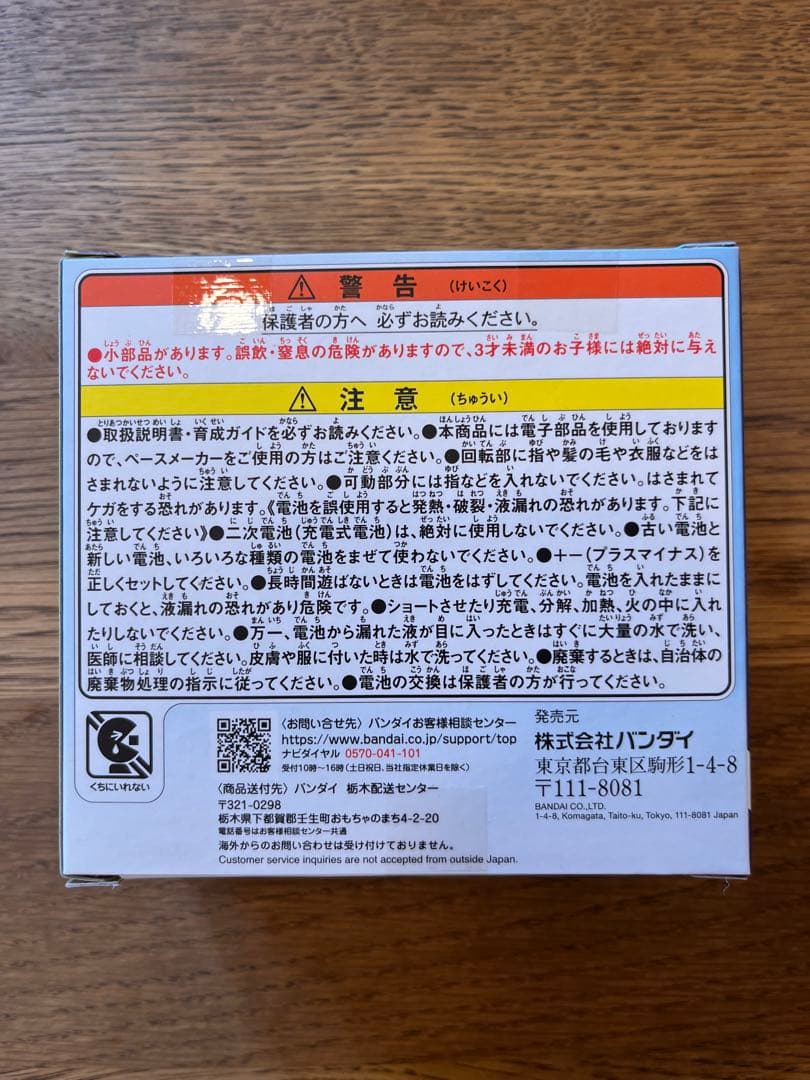 警告 (けいこく)
保護者の方へ 必ずお読みください。
●小部品があります。誤飲・窒息の危険がありますので、3才未満のお子様には絶対に与え
ないでください。
注意 (ちゅうい)
●取扱説明書・育成ガイドを必ずお読みください。●本商品には電子部品を使用しております
ので、ペースメーカーをご使用の方はご注意ください。●回転部に指や髪の毛や衣服などをは
さまれないように注意してください。●可動部分には指などを入れないでください。はさまれて
ケガをする恐れがあります。《電池を誤使用すると発熱・破裂・液漏れの恐れがあります。下記に
注意してください》●二次電池(充電式電池)は、絶対に使用しないでください。●古い電池と
新しい電池、いろいろな種類の電池をまぜて使わないでください。●+-(プラスマイナス)を
正しくセットしてください。●長時間遊ばないときは電池をはずしてください。電池を入れたままに
しておくと、液漏れの恐れがあり危険です。●ショートさせたり充電、分解、加熱、火の中に入れ
たりしないでください。●万一、電池から漏れた液が目に入ったときはすぐに大量の水で洗い、
医師に相談してください。皮膚や服に付いた時は水で洗ってください。●廃棄するときは、自治体の
廃棄物処理の指示に従ってください。●電池の交換は保護者の方が行ってください。
くちにいれない
〈お問い合せ先〉バンダイお客様相談センター
https://www.bandai.co.jp/support/top
ナビダイヤル 0570-041-101
受付10時～16時(土日祝日、当社指定休業日を除く)
〈商品送付先〉バンダイ 栃木配送センター
〒321-0298
栃木県下都賀郡壬生町おもちゃのまち4-2-20
電話番号はお客様相談センター共通
海外からのお問い合わせは受け付けておりません。
Customer service inquiries are not accepted from outside Japan.
発売元
株式会社バンダイ
東京都台東区駒形1-4-8
〒111-8081
BANDAI CO.,LTD.
1-4-8, Komagata, Taito-ku, Tokyo, 111-8081 Japan